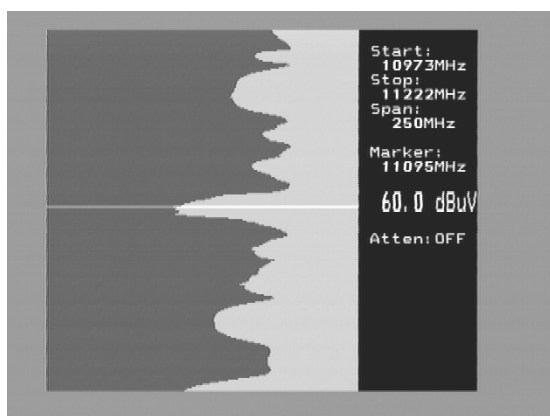 Start:
10973MHz
Stop:
11222MHz
Span:
250MHz
Marker:
11095MHz
60.0 dBuV
Atten:OFF